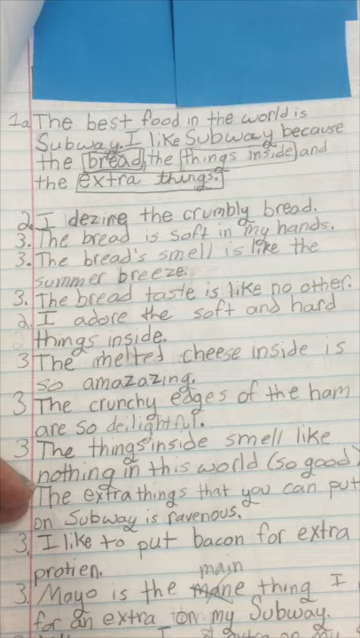 1a The best food in the world is
Subway. I like Subway because
the bread, the things inside and
the extra things.
2. I dezire the crumbly bread.
3. The bread is soft in my hands.
3. The bread's smell is like the
summer breeze.
3. The bread taste is like no other.
2. I adore the soft and hard
things inside.
3 The melted cheese inside is
so amazazing.
3 The crunchy edges of the ham
are so deilightful.
3 The things inside smell like
nothing in this world (so good)
The extra things that you can put
on Subway is ravenous.
3. I like to put bacon for extra
protien.
main
3. Mayo is the thing I
for an extra on my Subway.